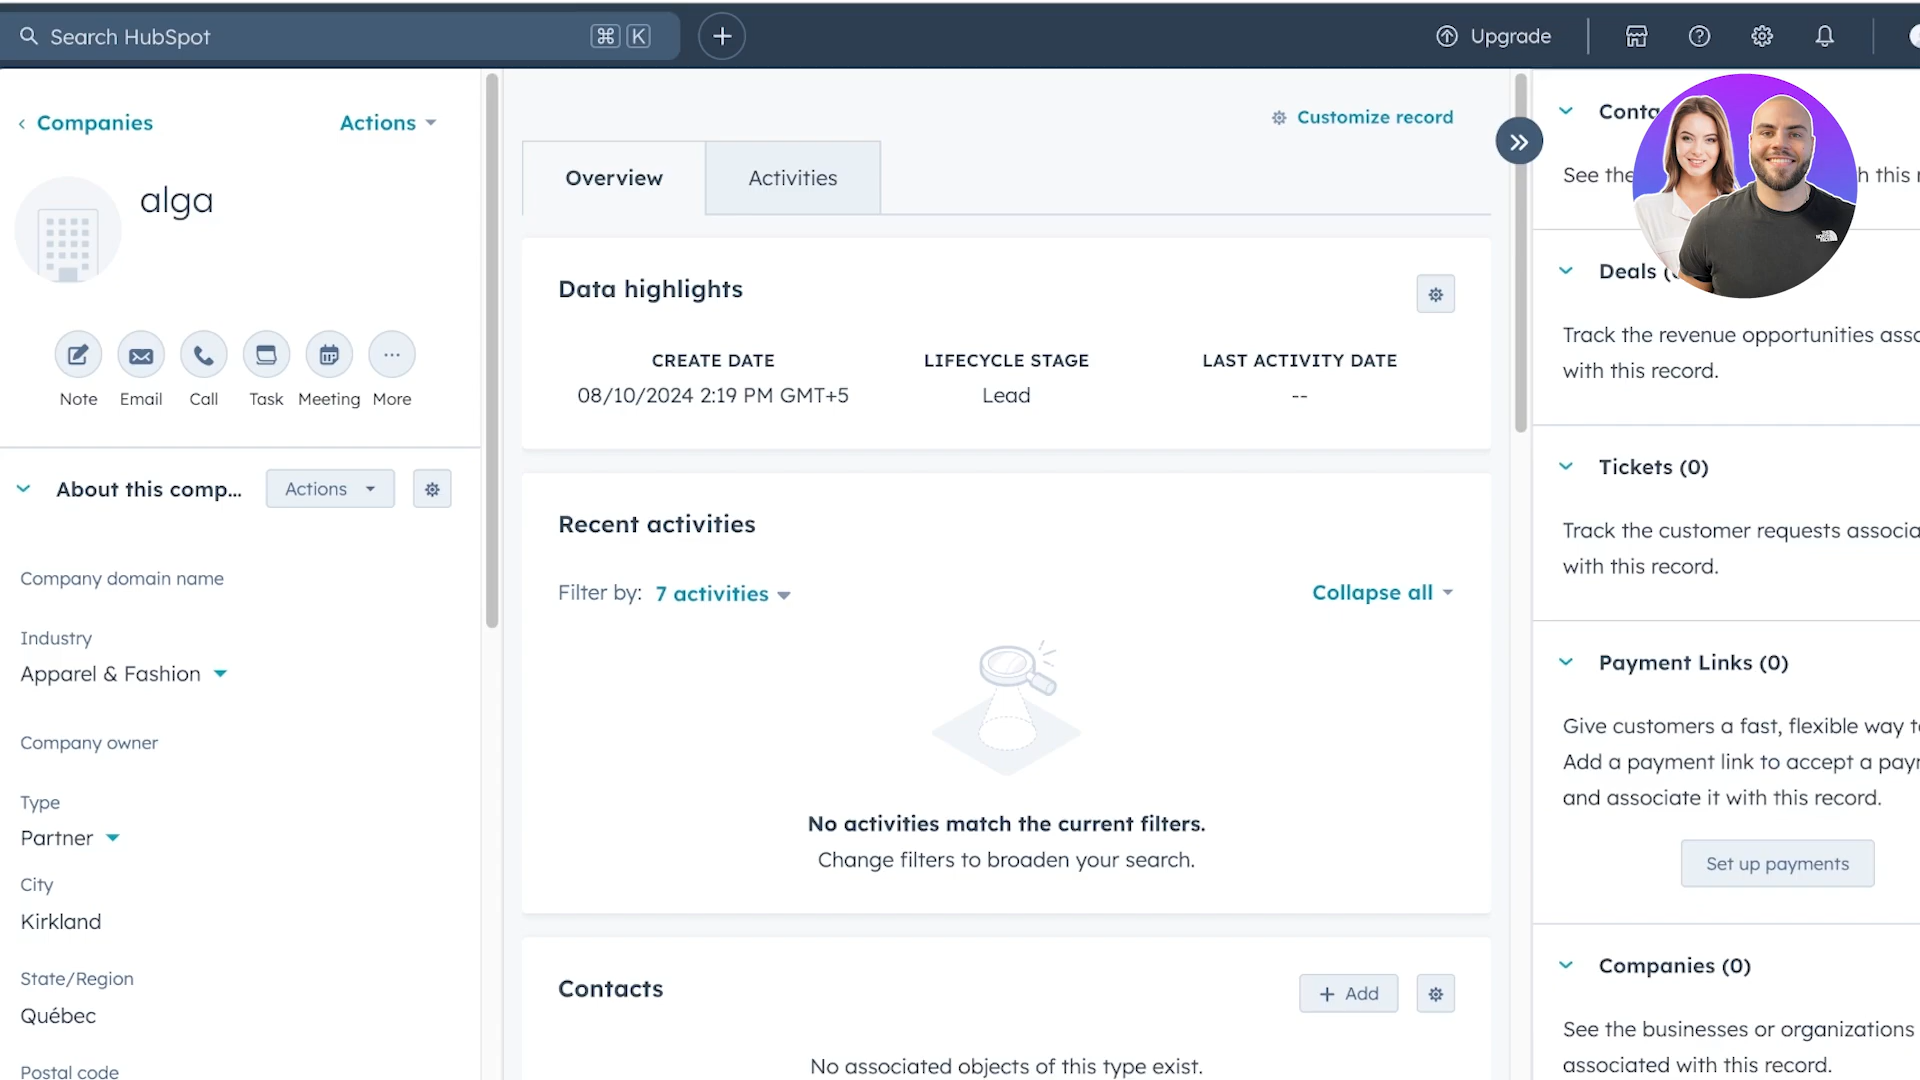 Search HubSpot
⌘ K
Upgrade
Companies
Actions
alga
Note
Email
Call
Task
Meeting
More
About this comp...
Actions
Company domain name
Industry
Apparel & Fashion
Company owner
Type
Partner
City
Kirkland
State/Region
Québec
Postal code
Customize record
Overview
Activities
Data highlights
CREATE DATE
08/10/2024 2:19 PM GMT+5
LIFECYCLE STAGE
Lead
LAST ACTIVITY DATE
--
Recent activities
Filter by: 7 activities
Collapse all
No activities match the current filters.
Change filters to broaden your search.
Contacts
+ Add
No associated objects of this type exist.
See the
h this
Deals (
Track the revenue opportunities
with this record.
Tickets (0)
Track the customer requests
with this record.
Payment Links (0)
Give customers a fast, flexible way
Add a payment link to accept a
and associate it with this record.
Set up payments
Companies (0)
See the businesses or organizations
associated with this record.